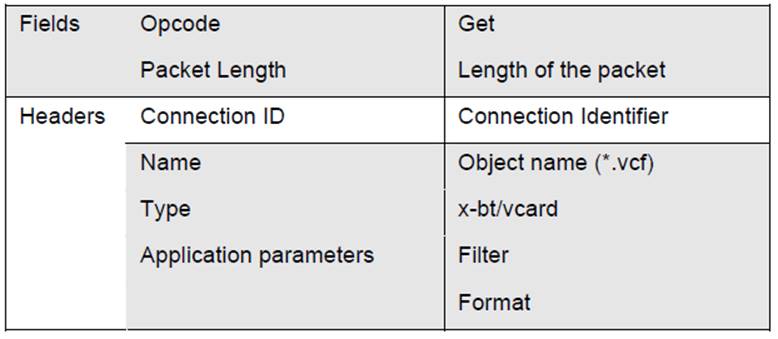 Fields Opcode Get
Packet Length Length of the packet
Headers Connection ID Connection Identifier
Name Object name (*.vcf)
Type x-bt/vcard
Application parameters Filter
Format